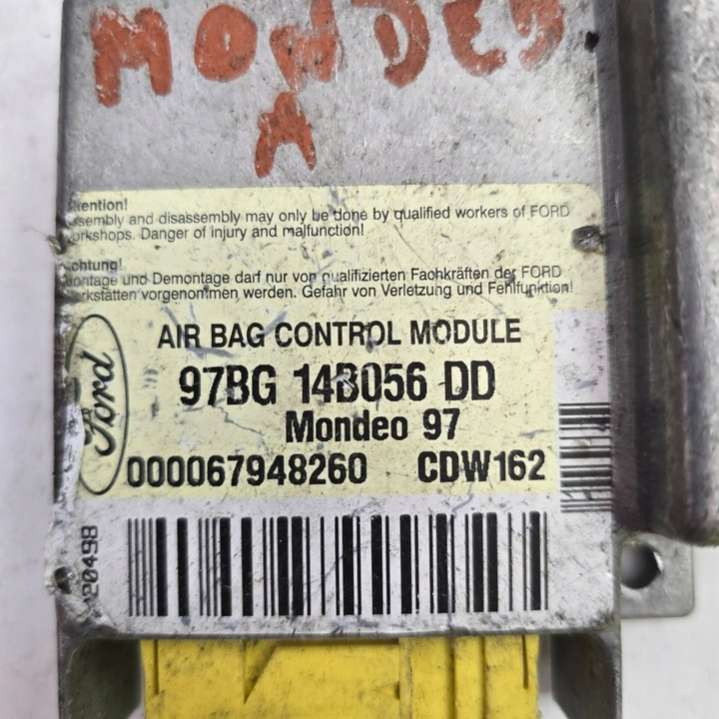 MONDEO
A
ttention!
ssembly and disassembly may only be done by qualified workers of FORD
orkshops. Danger of injury and malfunction!
chtung!
ontage und Demontage darf nur von qualifizierten Fachkräften der FORD
erkstätten vorgenommen werden. Gefahr von Verletzung und Fehlfunktion!
AIR BAG CONTROL MODULE
97BG 14B056 DD
Mondeo 97
000067948260 CDW162
Ford
20498